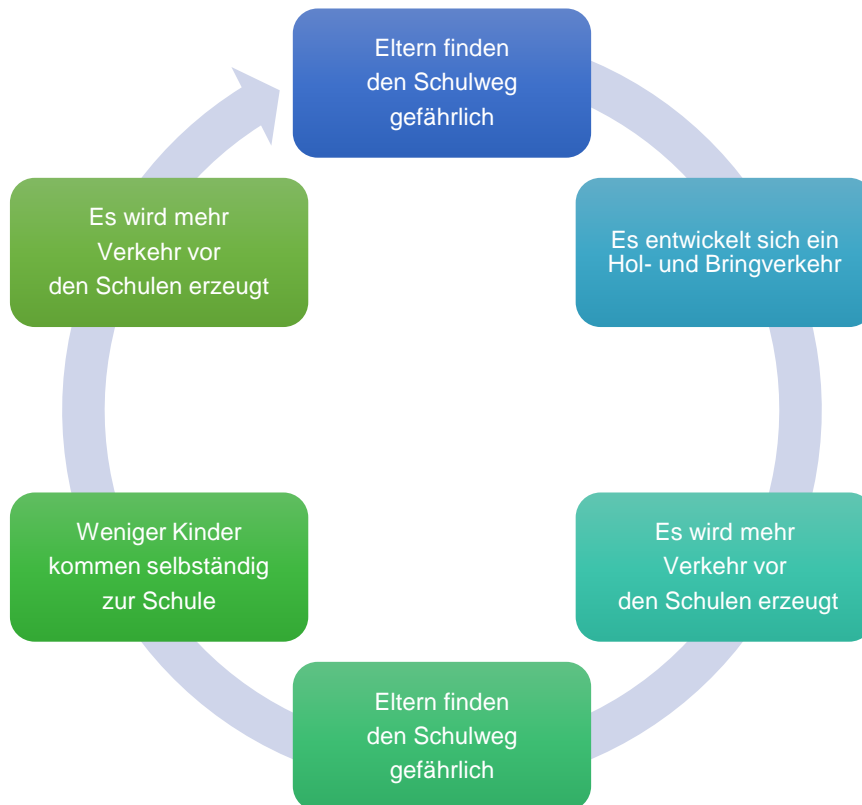 Eltern finden
den Schulweg
gefährlich
Es entwickelt sich ein
Hol- und Bringverkehr
Es wird mehr
Verkehr vor
den Schulen erzeugt
Eltern finden
den Schulweg
gefährlich
Weniger Kinder
kommen selbständig
zur Schule
Es wird mehr
Verkehr vor
den Schulen erzeugt